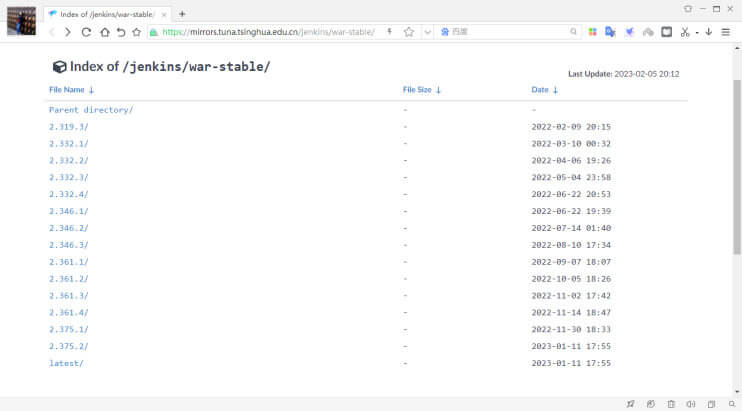 Index of /jenkins/war-stable/
https://mirrors.tuna.tsinghua.edu.cn/jenkins/war-stable/
百度
Index of /jenkins/war-stable/
Last Update: 2023-02-05 20:12
File Name ↓ File Size ↓ Date ↓
Parent directory/ - -
2.319.3/ - 2022-02-09 20:15
2.332.1/ - 2022-03-10 00:32
2.332.2/ - 2022-04-06 19:26
2.332.3/ - 2022-05-04 23:58
2.332.4/ - 2022-06-22 20:53
2.346.1/ - 2022-06-22 19:39
2.346.2/ - 2022-07-14 01:40
2.346.3/ - 2022-08-10 17:34
2.361.1/ - 2022-09-07 18:07
2.361.2/ - 2022-10-05 18:26
2.361.3/ - 2022-11-02 17:42
2.361.4/ - 2022-11-14 18:47
2.375.1/ - 2022-11-30 18:33
2.375.2/ - 2023-01-11 17:55
latest/ - 2023-01-11 17:55